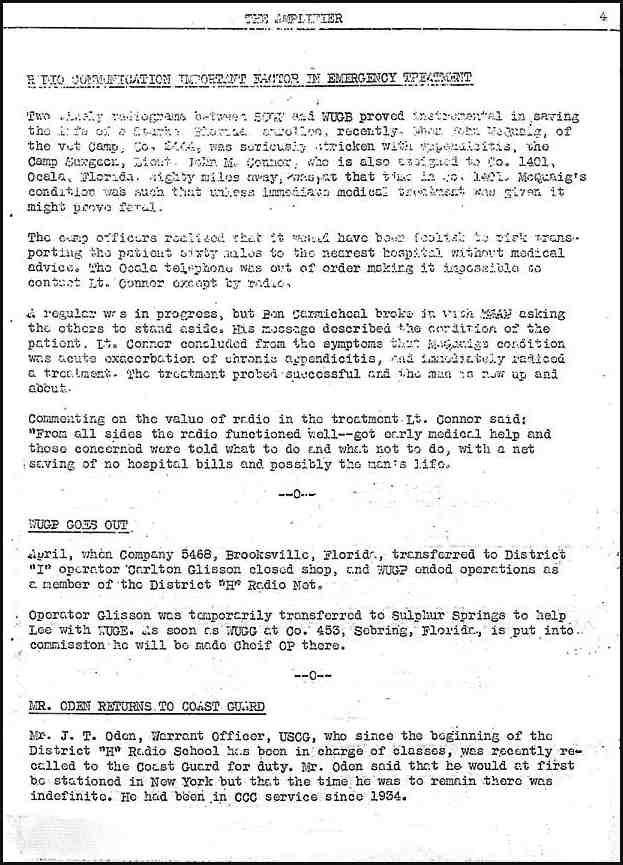 THE AMPLIFIER 4
RADIO COMMUNICATION IMPORTANT FACTOR IN EMERGENCY TREATMENT
Two radiograms between and WUGB proved instrumental in saving
the life of a Florida enrollee, recently. When John McQuaig, of
the vet Camp, Co. was seriously stricken with appendicitis, the
Camp Surgeon, Lieut. John M. Connor, who is also assigned to Co. 1401,
Ocala, Florida, eighty miles away, was at that time in Co. 1401. McQuaig's
condition was such that unless immediate medical treatment was given it
might prove fatal.
The camp officers realized that it would have been foolish to risk trans-
porting the patient sixty miles to the nearest hospital without medical
advice. The Ocala telephone was out of order making it impossible to
contact Lt. Connor except by radio.
A regular was in progress, but Ben Carmicheal broke in with asking
the others to stand aside. His message described the condition of the
patient. Lt. Connor concluded from the symptoms that McQuaigs condition
was acute exacerbation of chronic appendicitis, and immediately radioed
a treatment. The treatment probed successful and the man is now up and
about.
Commenting on the value of radio in the treatment Lt. Connor said:
"From all sides the radio functioned well--got early medical help and
those concerned were told what to do and what not to do, with a net
saving of no hospital bills and possibly the man's life.
--0--
WUGP GOES OUT
April, when Company 5468, Brooksville, Florida, transferred to District
"I" operator Carlton Glisson closed shop, and WUGP ended operations as
a member of the District "H" Radio Net.
Operator Glisson was temporarily transferred to Sulphur Springs to help
Lee with WUGE. As soon as WUGG at Co. 453, Sebring, Florida, is put into
commission he will be made Cheif OP there.
--0--
MR. ODEN RETURNS TO COAST GUARD
Mr. J. T. Oden, Warrant Officer, USCG, who since the beginning of the
District "H" Radio School has been in charge of classes, was recently re-
called to the Coast Guard for duty. Mr. Oden said that he would at first
be stationed in New York but that the time he was to remain there was
indefinite. He had been in CCC service since 1934.